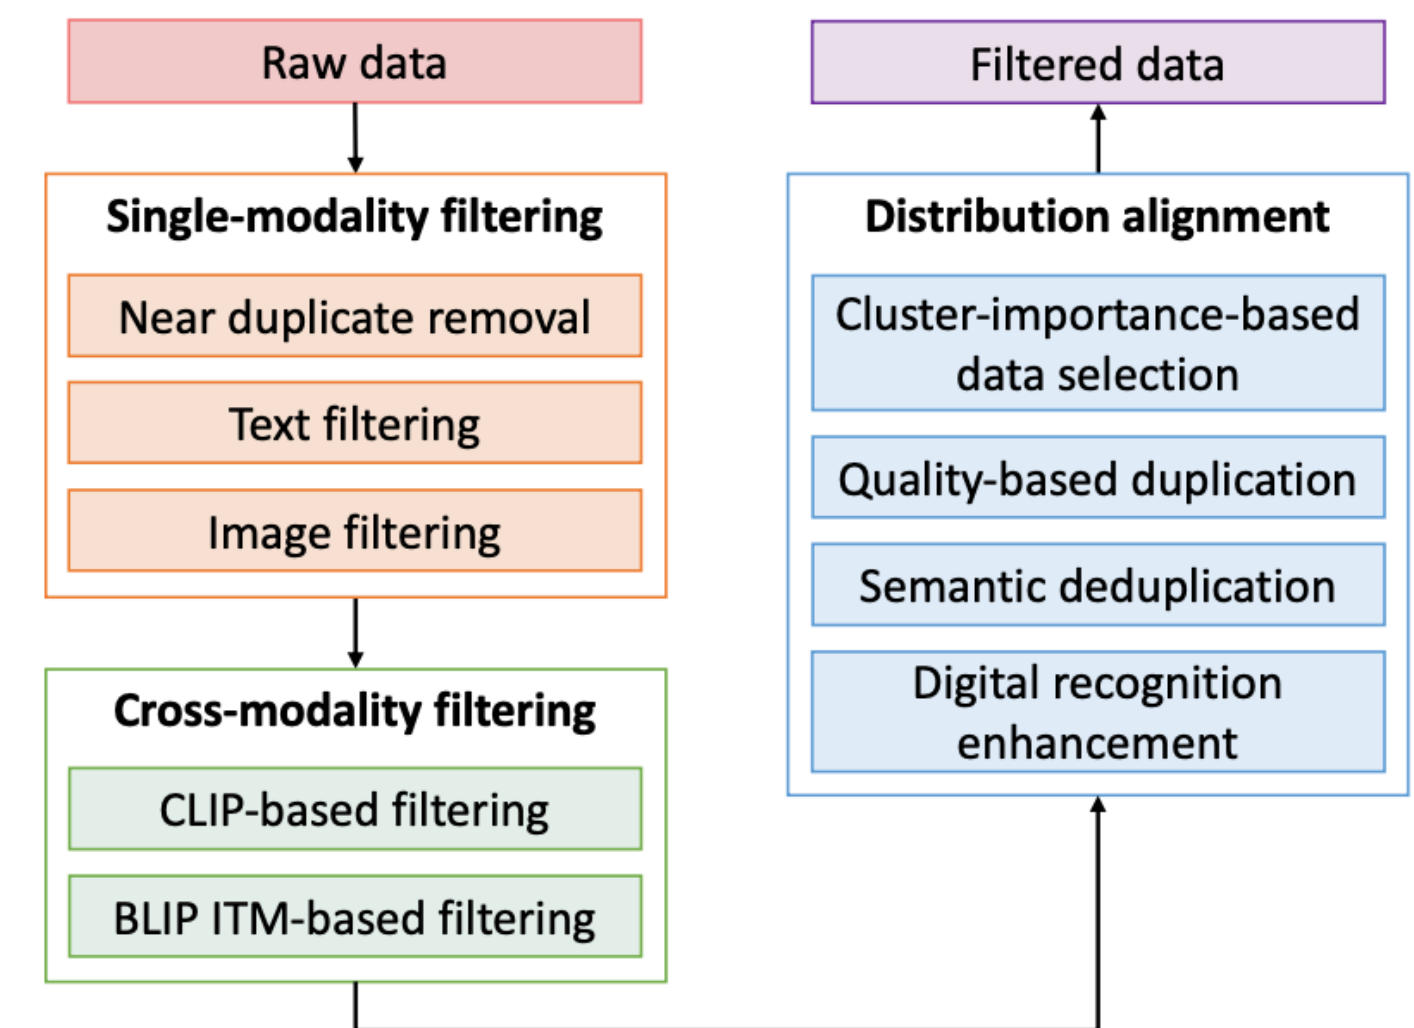 Raw data
Single-modality filtering
Near duplicate removal
Text filtering
Image filtering
Cross-modality filtering
CLIP-based filtering
BLIP ITM-based filtering
Filtered data
Distribution alignment
Cluster-importance-based
data selection
Quality-based duplication
Semantic deduplication
Digital recognition
enhancement